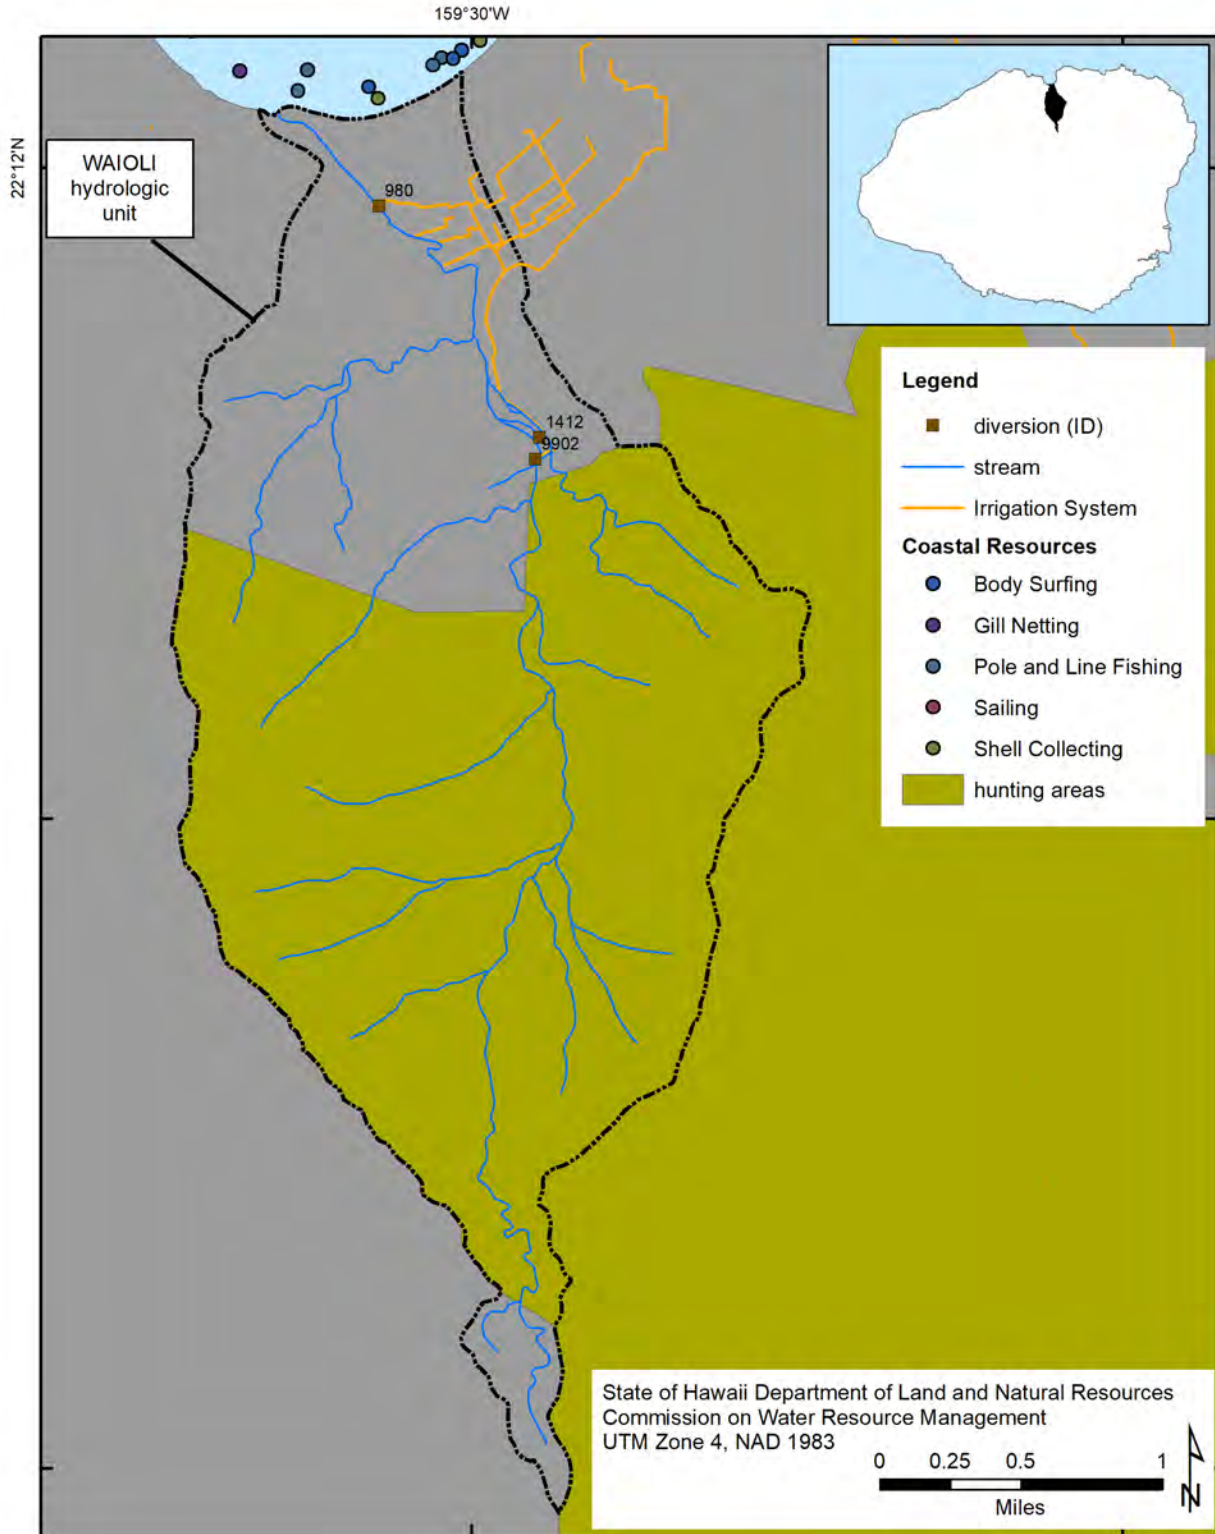 159°30'W
22°12'N
WAIOLI
hydrologic
unit
980
1412
9902
Legend
diversion (ID)
stream
Irrigation System
Coastal Resources
Body Surfing
Gill Netting
Pole and Line Fishing
Sailing
Shell Collecting
hunting areas
State of Hawaii Department of Land and Natural Resources
Commission on Water Resource Management
UTM Zone 4, NAD 1983
0 0.25 0.5 1
Miles
N